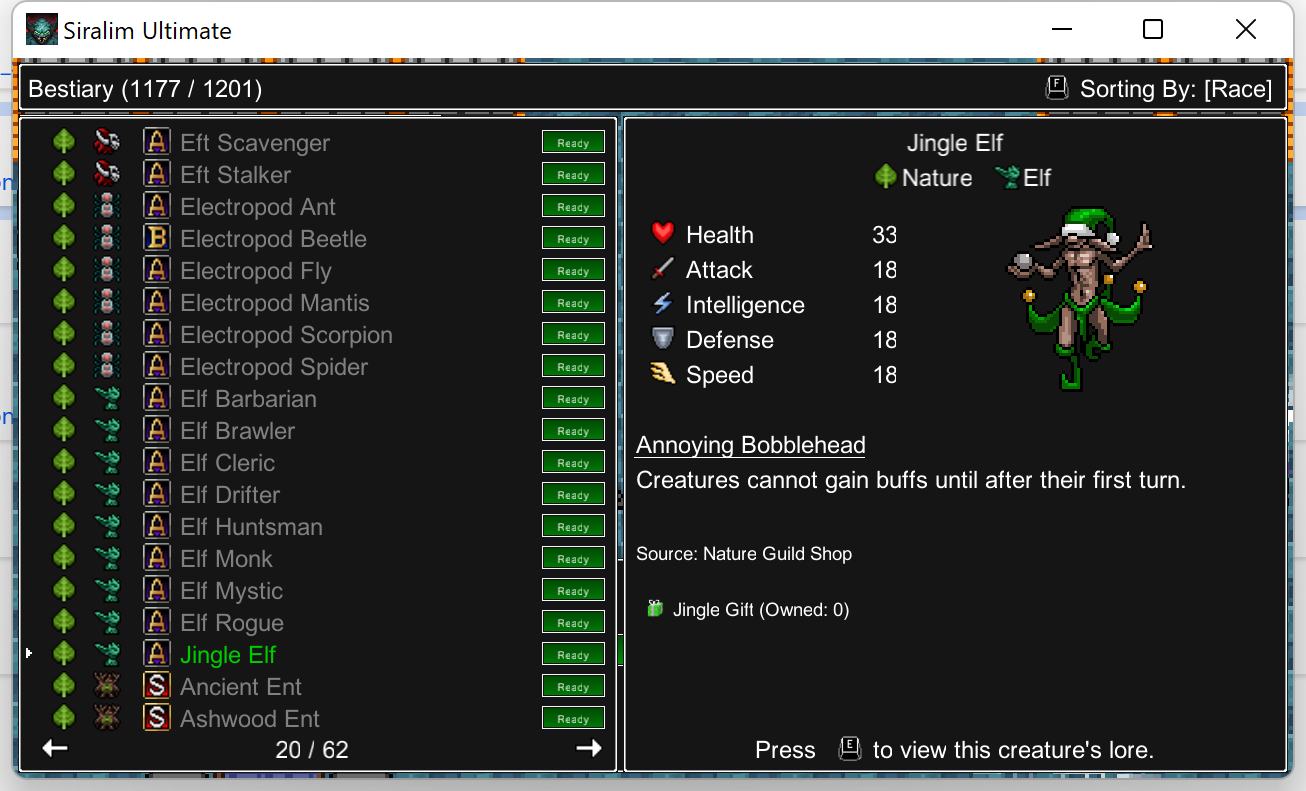 Siralim Ultimate
Bestiary (1177 / 1201)
F Sorting By: [Race]
A Eft Scavenger Ready
A Eft Stalker Ready
A Electropod Ant Ready
B Electropod Beetle Ready
A Electropod Fly Ready
A Electropod Mantis Ready
A Electropod Scorpion Ready
A Electropod Spider Ready
A Elf Barbarian Ready
A Elf Brawler Ready
A Elf Cleric Ready
A Elf Drifter Ready
A Elf Huntsman Ready
A Elf Monk Ready
A Elf Mystic Ready
A Elf Rogue Ready
A Jingle Elf Ready
S Ancient Ent Ready
S Ashwood Ent Ready
20 / 62
Jingle Elf
Nature Elf
Health 33
Attack 18
Intelligence 18
Defense 18
Speed 18
Annoying Bobblehead
Creatures cannot gain buffs until after their first turn.
Source: Nature Guild Shop
Jingle Gift (Owned: 0)
Press E to view this creature's lore.